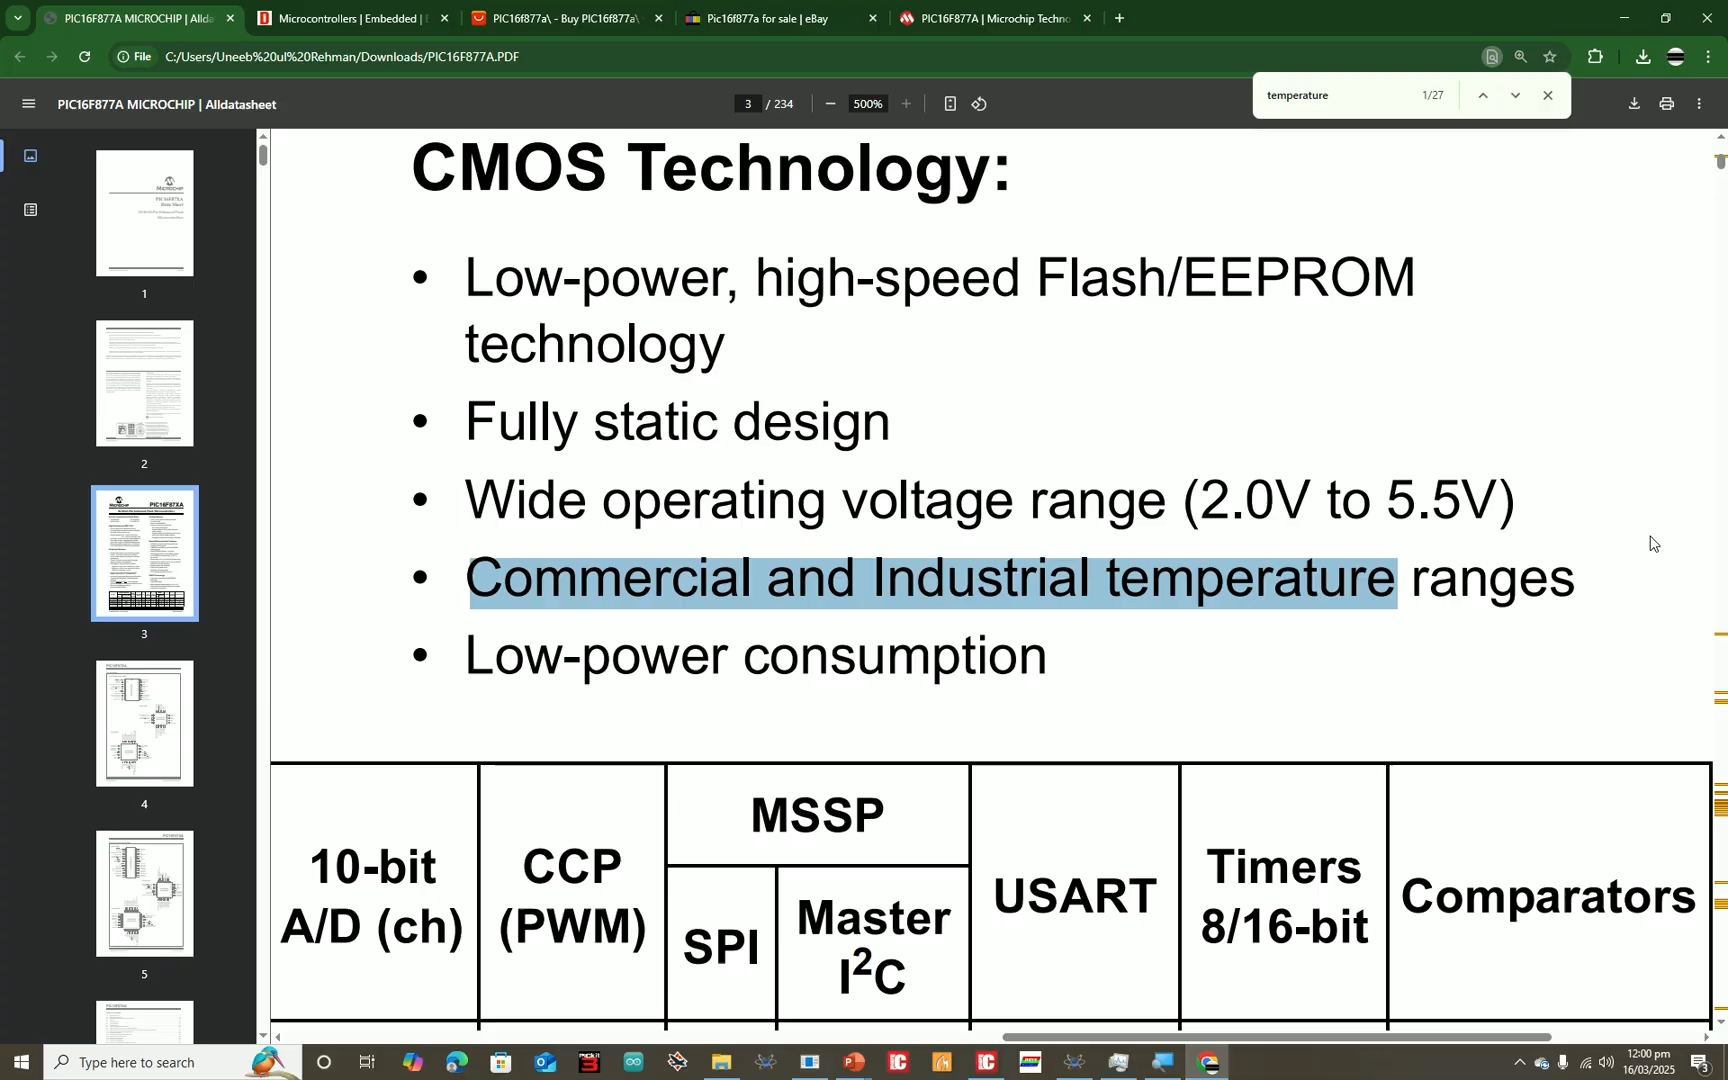 PIC16F877A MICROCHIP | Allda
Microcontrollers | Embedded |
PIC16f877a\ - Buy PIC16f877a\
Pic16f877a for sale | eBay
PIC16F877A | Microchip Techno
File
C:/Users/Uneeb%20ul%20Rehman/Downloads/PIC16F877A.PDF
temperature
1/27
PIC16F877A MICROCHIP | Alldatasheet
3 / 234
500%
CMOS Technology:
• Low-power, high-speed Flash/EEPROM
technology
• Fully static design
• Wide operating voltage range (2.0V to 5.5V)
• Commercial and Industrial temperature ranges
• Low-power consumption
10-bit
A/D (ch)
CCP
(PWM)
MSSP
SPI
Master
I²C
USART
Timers
8/16-bit
Comparators
MICROCHIP
1
2
PIC16F87XA
3
4
5
Type here to search
12:00 pm
16/03/2025
3